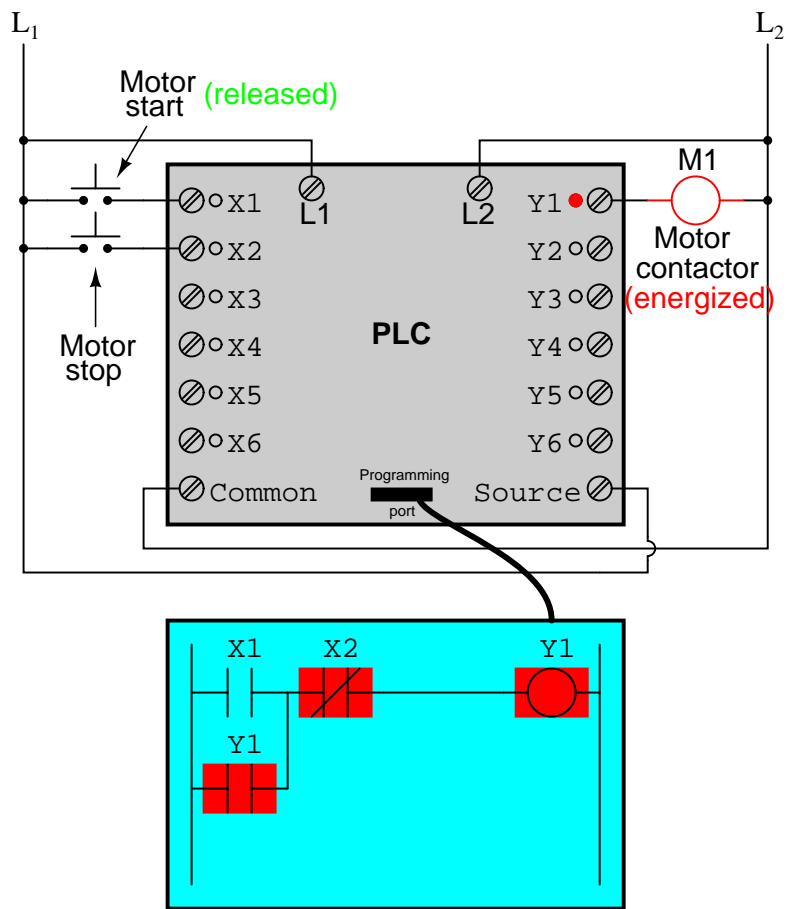 L1
L2
Motor
start
(released)
M1
X1
L1
L2
Y1
X2
Y2
Motor
contactor
(energized)
X3
Y3
Motor
stop
X4
PLC
Y4
X5
Y5
X6
Y6
Common
Programming
port
Source
X1
X2
Y1
Y1